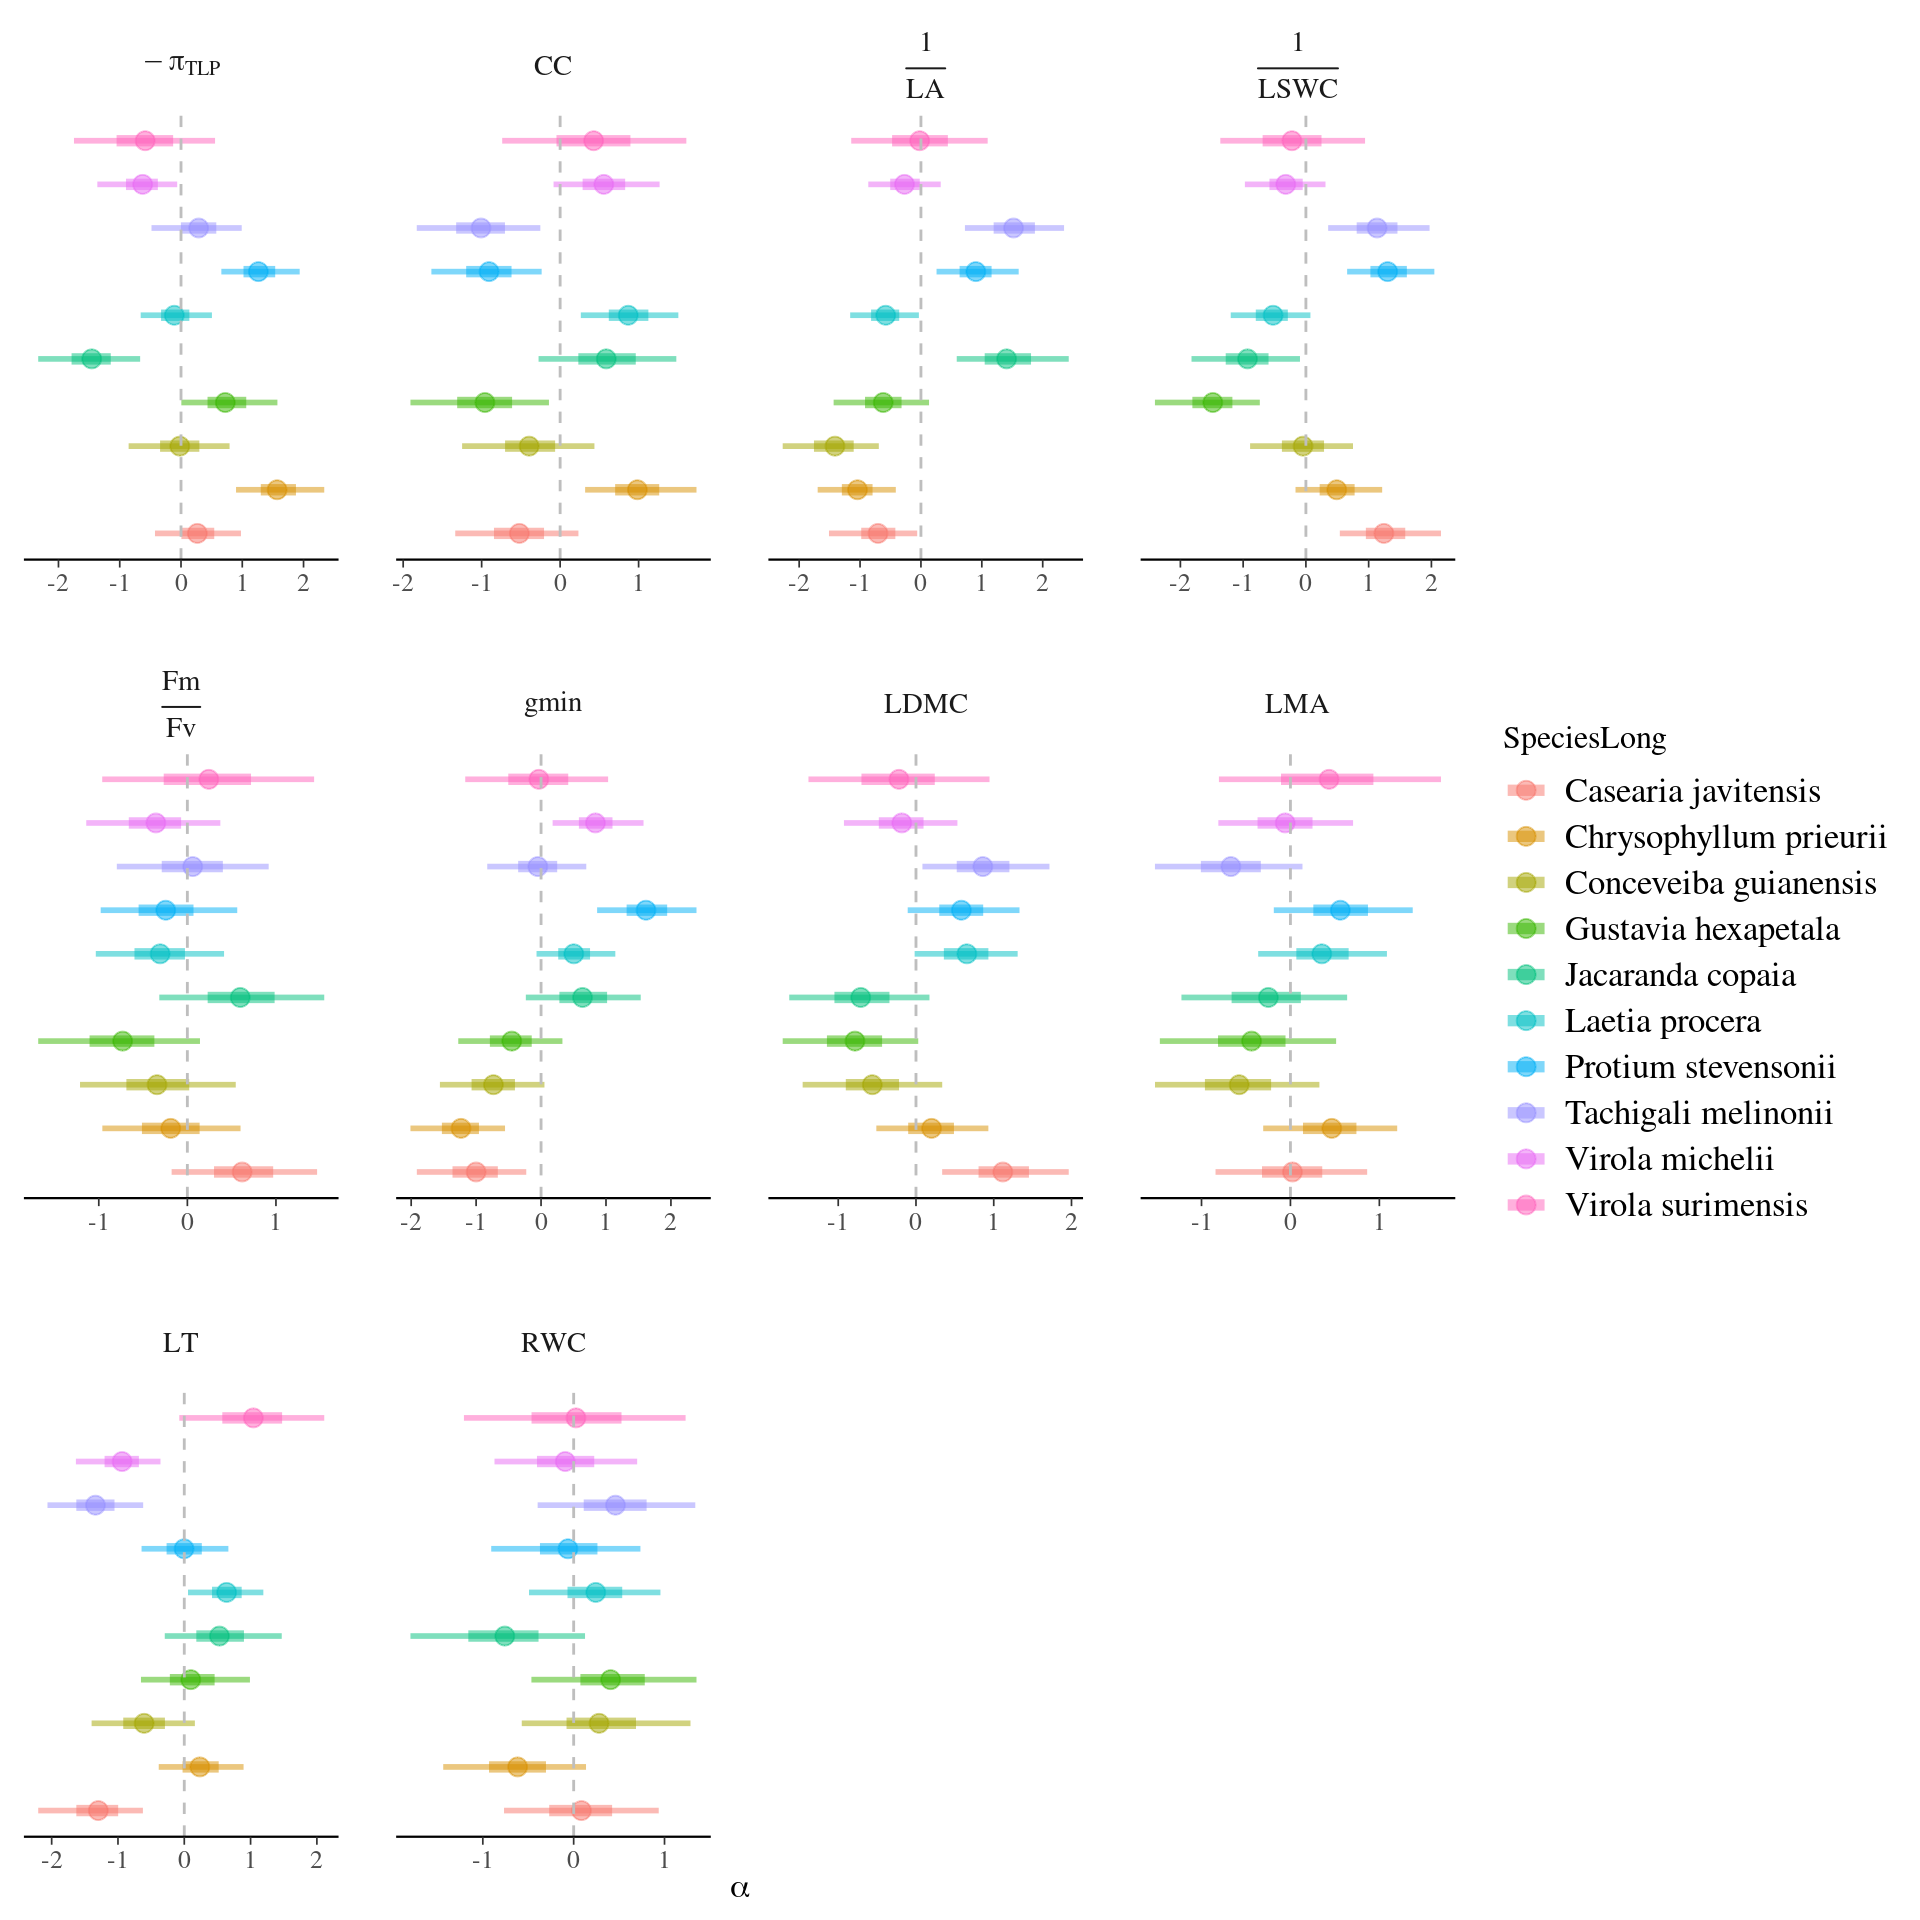 − πTLP
CC
1
LA
1
LSWC
-2 -1 0 1 2
-2 -1 0 1
-2 -1 0 1 2
-2 -1 0 1 2
Fm
Fv
gmin
LDMC
LMA
-1 0 1
-2 -1 0 1 2
-1 0 1 2
-1 0 1
SpeciesLong
Casearia javitensis
Chrysophyllum prieurii
Conceveiba guianensis
Gustavia hexapetala
Jacaranda copaia
Laetia procera
Protium stevensonii
Tachigali melinonii
Virola michelii
Virola surimensis
LT
RWC
-2 -1 0 1 2
-1 0 1
α